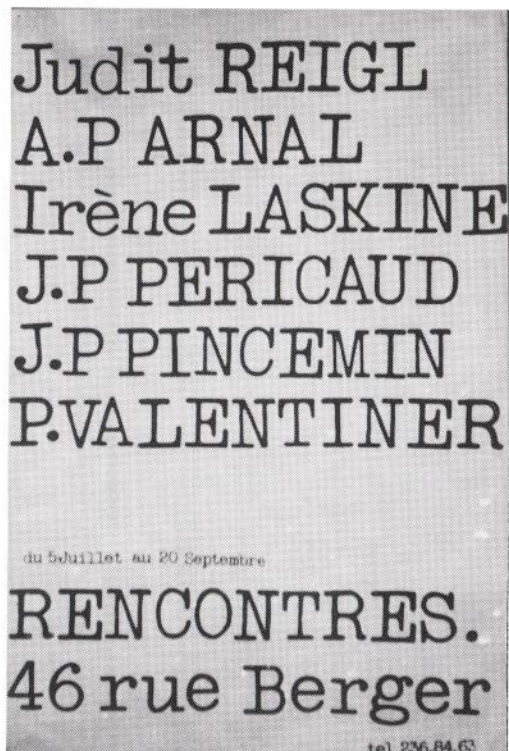 Judit REIGL
A.P ARNAL
Irène LASKINE
J.P PERICAUD
J.P PINCEMIN
P.VALENTINER
du 5Juillet au 20 Septembre
RENCONTRES.
46 rue Berger
tel 236.84.63